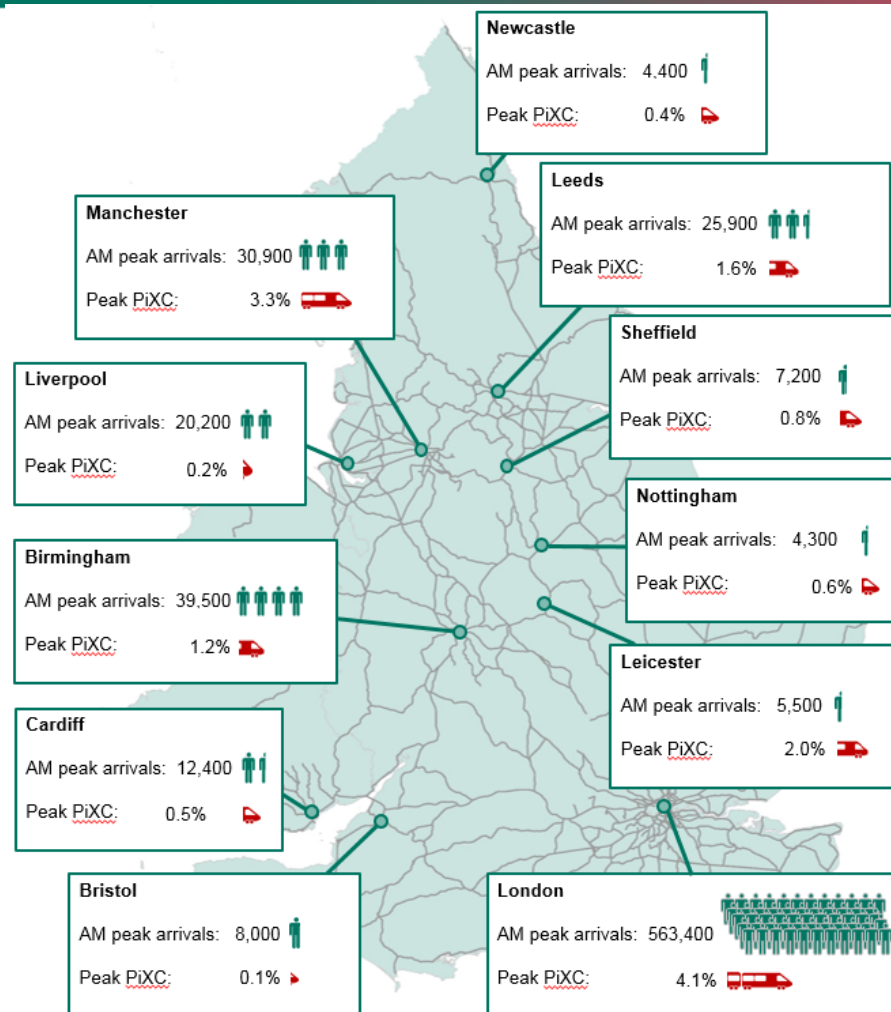 Newcastle
AM peak arrivals: 4,400
Peak PiXC: 0.4%
Leeds
AM peak arrivals: 25,900
Peak PiXC: 1.6%
Manchester
AM peak arrivals: 30,900
Peak PiXC: 3.3%
Sheffield
AM peak arrivals: 7,200
Peak PiXC: 0.8%
Liverpool
AM peak arrivals: 20,200
Peak PiXC: 0.2%
Nottingham
AM peak arrivals: 4,300
Peak PiXC: 0.6%
Birmingham
AM peak arrivals: 39,500
Peak PiXC: 1.2%
Leicester
AM peak arrivals: 5,500
Peak PiXC: 2.0%
Cardiff
AM peak arrivals: 12,400
Peak PiXC: 0.5%
Bristol
AM peak arrivals: 8,000
Peak PiXC: 0.1%
London
AM peak arrivals: 563,400
Peak PiXC: 4.1%